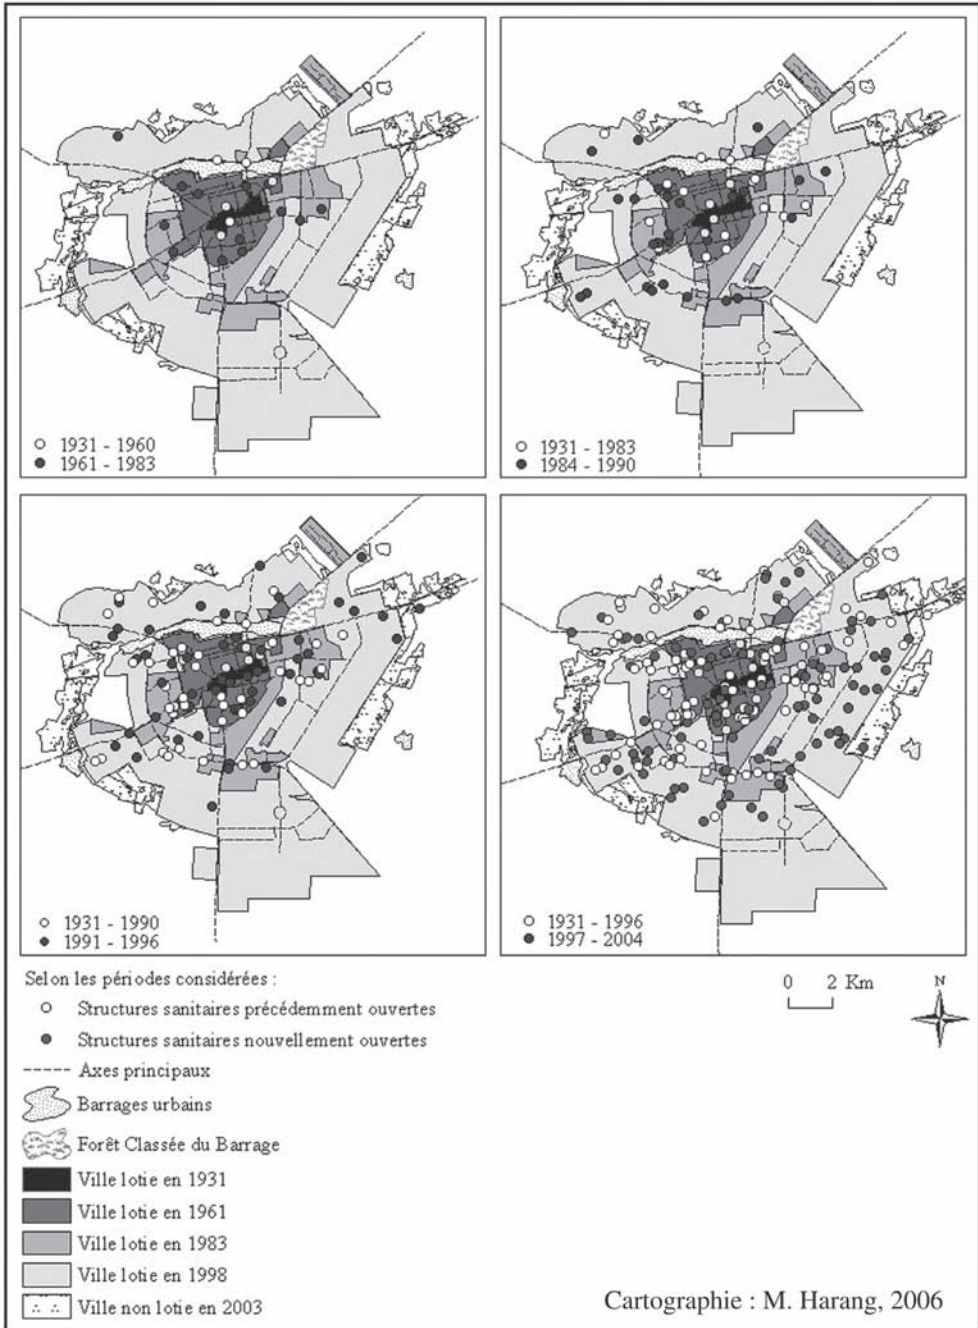 1931 - 1960
1961 - 1983
1931 - 1983
1984 - 1990
1931 - 1990
1991 - 1996
1931 - 1996
1997 - 2004
Selon les périodes considérées :
Structures sanitaires précédemment ouvertes
Structures sanitaires nouvellement ouvertes
Axes principaux
Barrages urbains
Forêt Classée du Barrage
Ville lotie en 1931
Ville lotie en 1961
Ville lotie en 1983
Ville lotie en 1998
Ville non lotie en 2003
0 2 Km
N
Cartographie : M. Harang, 2006